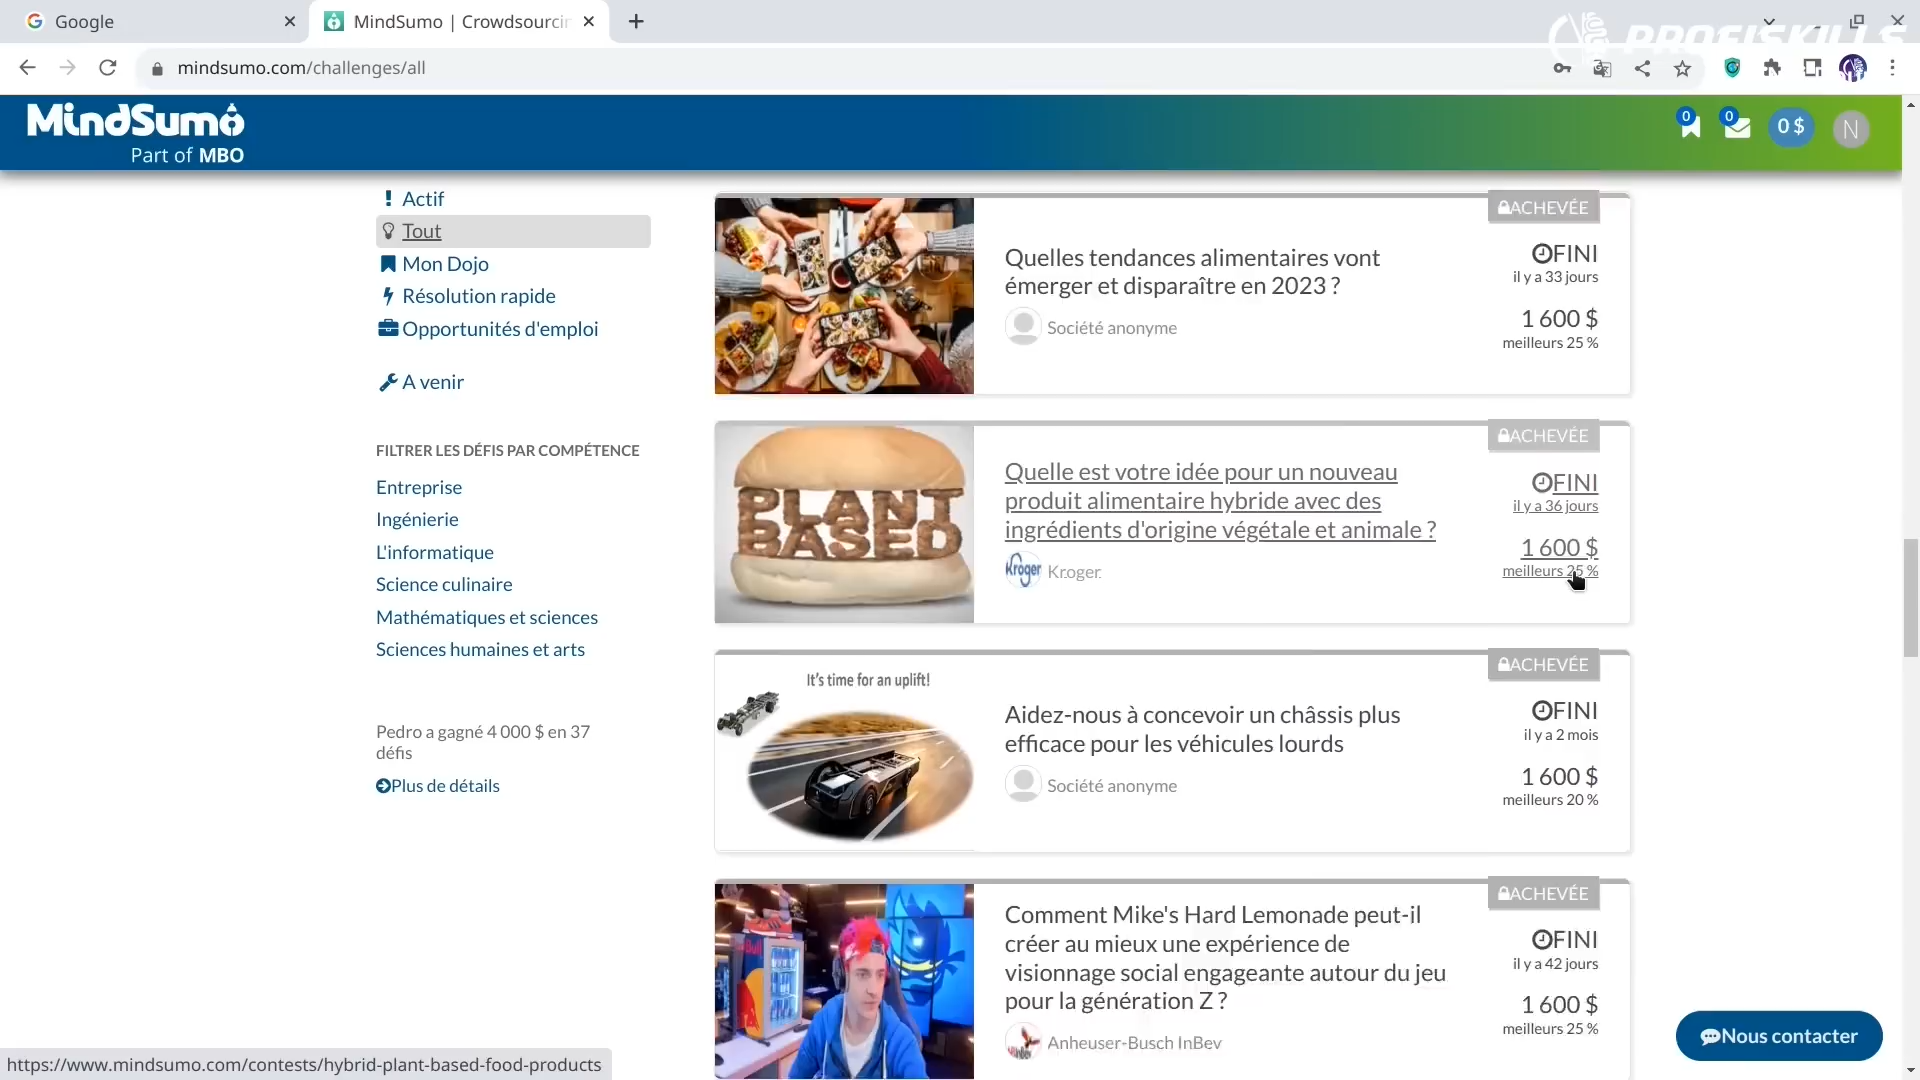 Google
MindSumo | Crowdsourcin
PROFISKILLS
mindsumo.com/challenges/all
MindSumo
Part of MBO
0
0
0 $
N
Actif
Tout
Mon Dojo
Résolution rapide
Opportunités d'emploi
A venir
FILTRER LES DÉFIS PAR COMPÉTENCE
Entreprise
Ingénierie
L'informatique
Science culinaire
Mathématiques et sciences
Sciences humaines et arts
Pedro a gagné 4 000 $ en 37
défis
Plus de détails
ACHEVÉE
Quelles tendances alimentaires vont
émerger et disparaître en 2023 ?
Société anonyme
FINI
il y a 33 jours
1 600 $
meilleurs 25 %
PLANT
BASED
ACHEVÉE
Quelle est votre idée pour un nouveau
produit alimentaire hybride avec des
ingrédients d'origine végétale et animale ?
Kroger
Kroger
FINI
il y a 36 jours
1 600 $
meilleurs 25 %
It's time for an uplift!
ACHEVÉE
Aidez-nous à concevoir un châssis plus
efficace pour les véhicules lourds
Société anonyme
FINI
il y a 2 mois
1 600 $
meilleurs 20 %
ACHEVÉE
Comment Mike's Hard Lemonade peut-il
créer au mieux une expérience de
visionnage social engageante autour du jeu
pour la génération Z ?
Anheuser-Busch InBev
FINI
il y a 42 jours
1 600 $
meilleurs 25 %
Nous contacter
https://www.mindsumo.com/contests/hybrid-plant-based-food-products